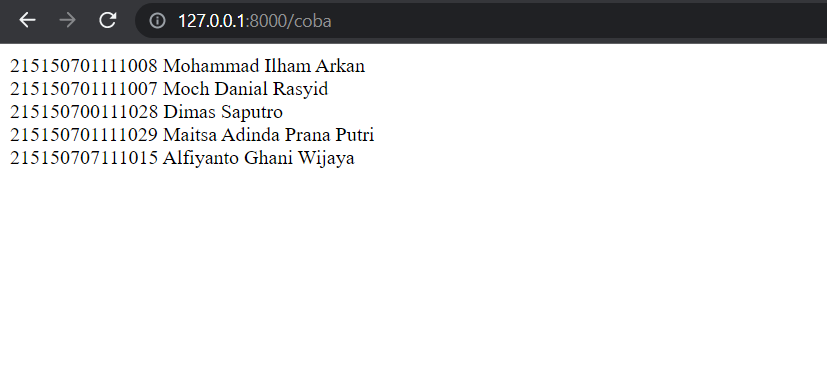 127.0.0.1:8000/coba
215150701111008 Mohammad Ilham Arkan
215150701111007 Moch Danial Rasyid
215150700111028 Dimas Saputro
215150701111029 Maitsa Adinda Prana Putri
215150707111015 Alfiyanto Ghani Wijaya